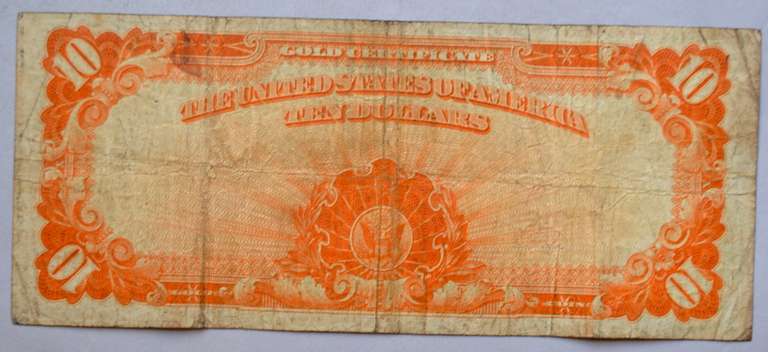 10 10
GOLD CERTIFICATE
THE UNITED STATES OF AMERICA
TEN DOLLARS
10 10